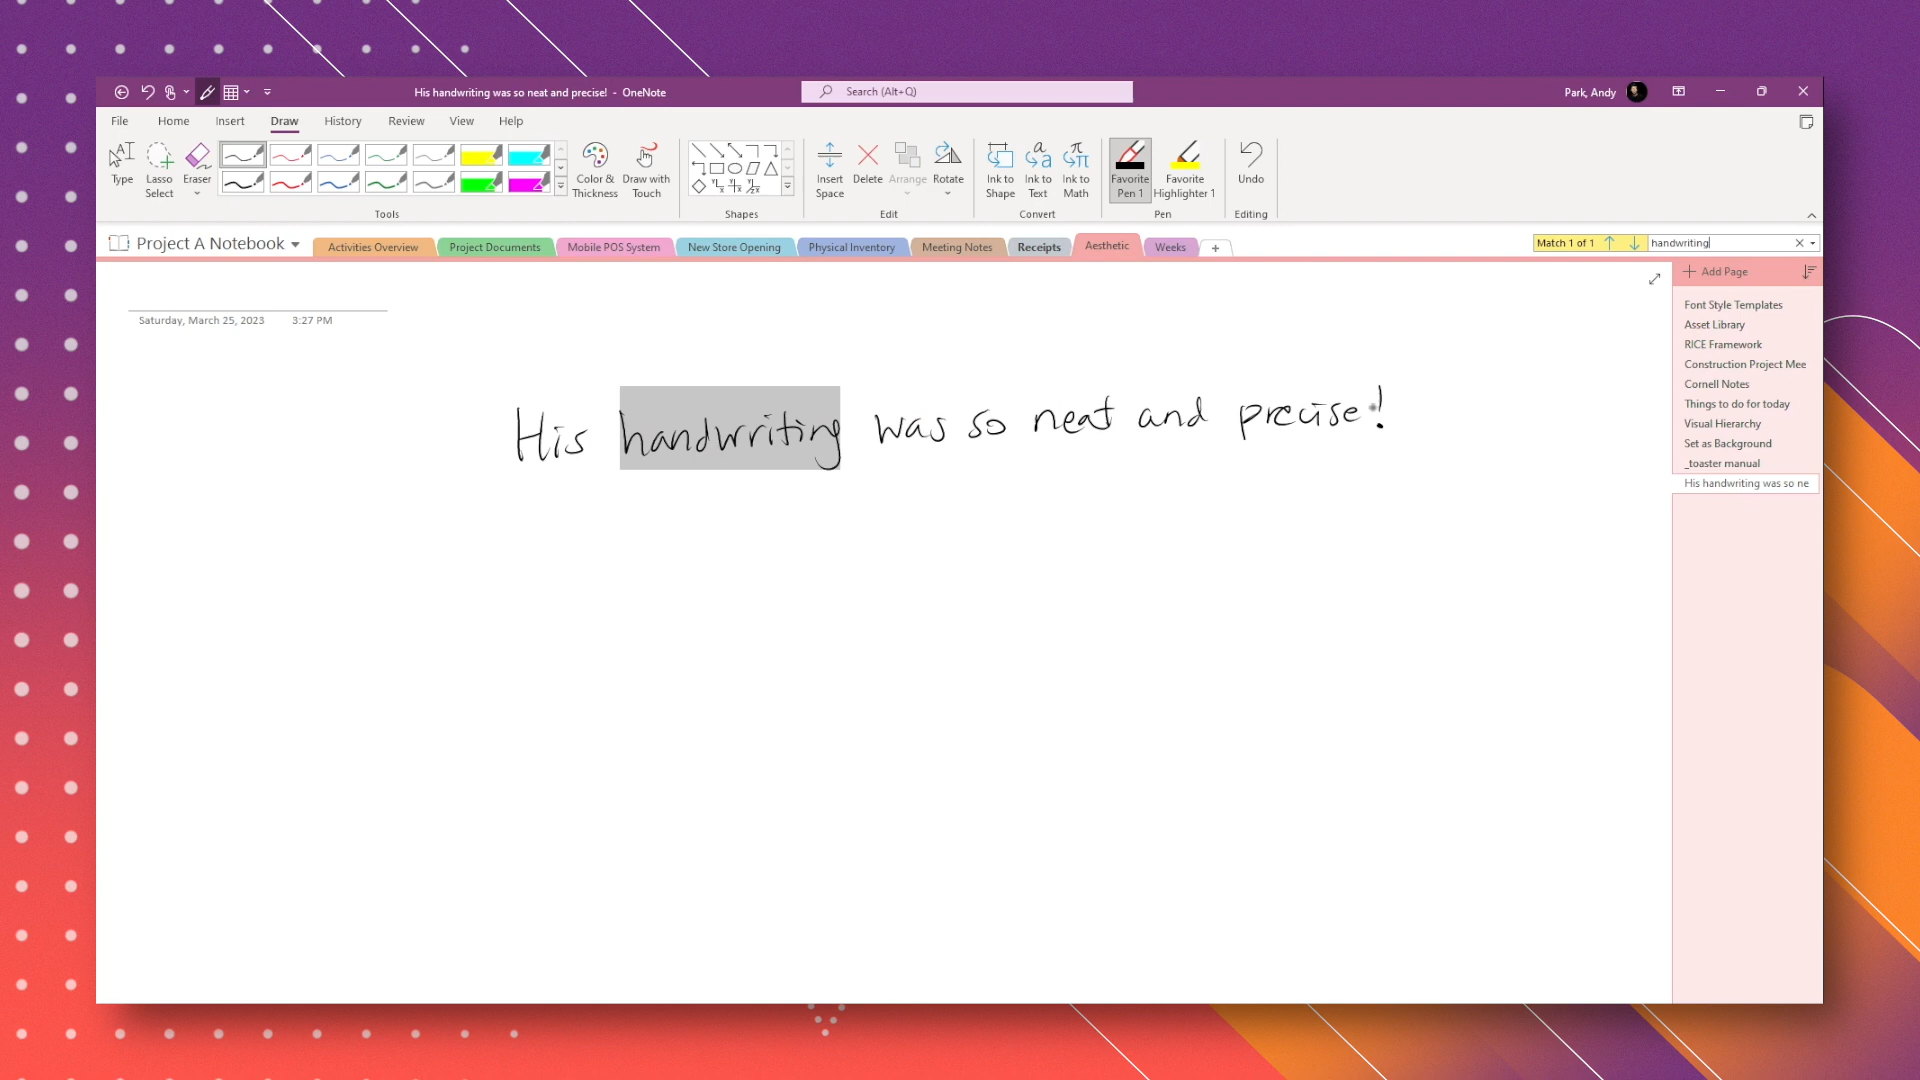 His handwriting was so neat and precise! - OneNote
Search (Alt+Q)
Park, Andy
File Home Insert Draw History Review View Help
Type
Lasso Select
Eraser
Color & Thickness
Draw with Touch
Tools
Shapes
Insert Space
Delete
Arrange
Rotate
Edit
Ink to Shape
Ink to Text
Ink to Math
Convert
Favorite Pen 1
Favorite Highlighter 1
Pen
Undo
Editing
Project A Notebook
Activities Overview
Project Documents
Mobile POS System
New Store Opening
Physical Inventory
Meeting Notes
Receipts
Aesthetic
Weeks
Match 1 of 1
handwriting
Saturday, March 25, 2023 3:27 PM
His handwriting was so neat and precise!
Add Page
Font Style Templates
Asset Library
RICE Framework
Construction Project Mee
Cornell Notes
Things to do for today
Visual Hierarchy
Set as Background
_toaster manual
His handwriting was so ne